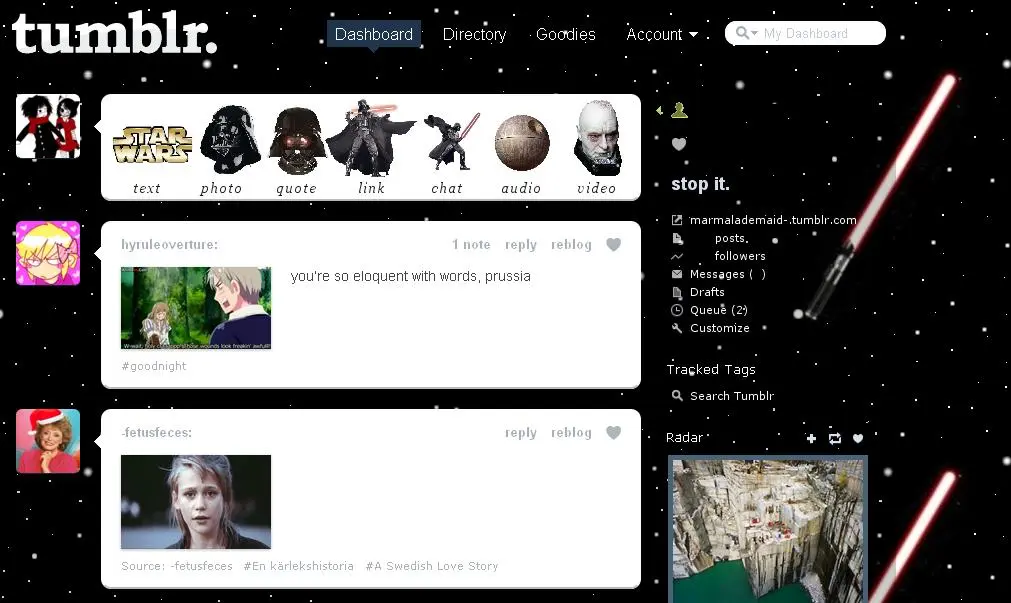 tumblr.
Dashboard Directory Goodies Account My Dashboard
STAR WARS
text photo quote link chat audio video
stop it.
marmalademaid-.tumblr.com
posts
followers
Messages ( )
Drafts
Queue (2)
Customize
Tracked Tags
Search Tumblr
Radar
hyruleoverture: 1 note reply reblog
you're so eloquent with words, prussia
W-wait, holy crap, those wounds look freakin' awful!!
#goodnight
-fetusfeces: reply reblog
Source: -fetusfeces #En kärlekshistoria #A Swedish Love Story